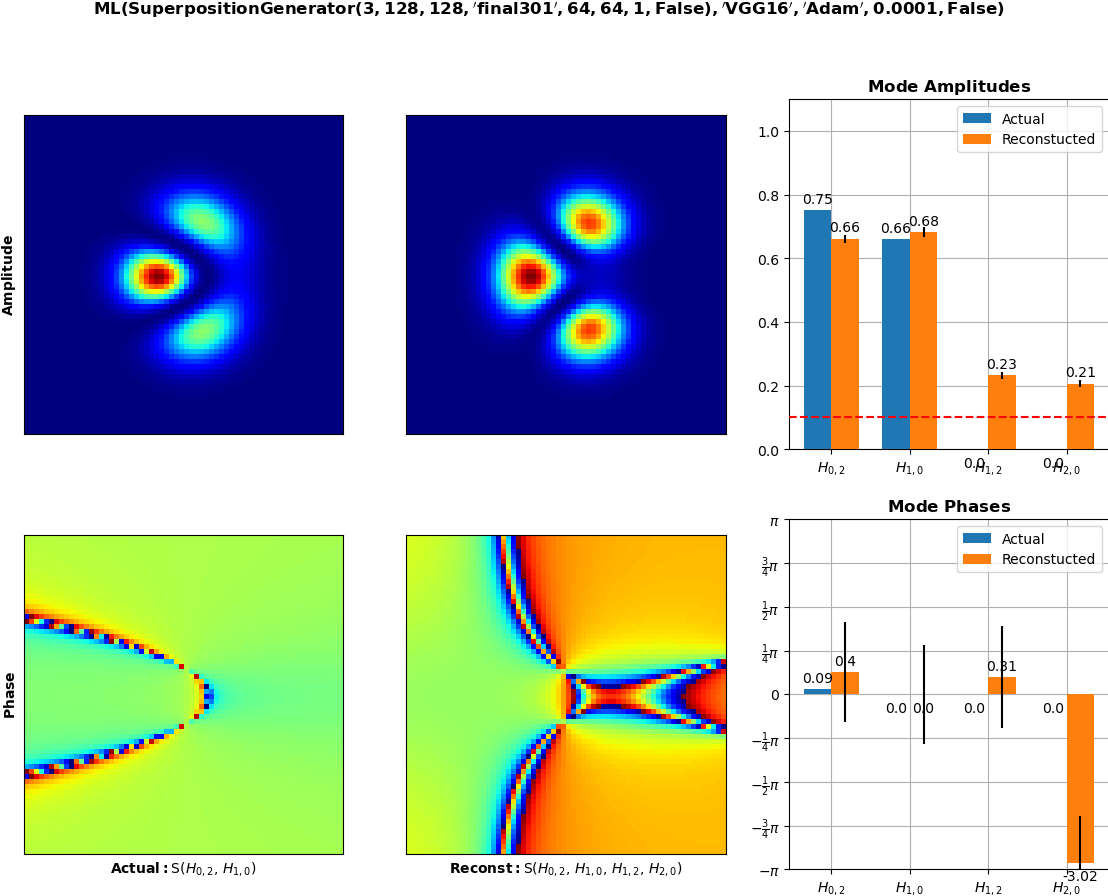 ML(SuperpositionGenerator(3, 128, 128, ′final301′, 64, 64, 1, False), ′VGG16′, ′Adam′, 0.0001, False)
Mode Amplitudes
Actual
Reconstucted
1.0
0.8
0.6
0.4
0.2
0.0
0.75
0.66
0.66
0.68
0.0
0.23
0.0
0.21
H0, 2
H1, 0
H1, 2
H2, 0
Amplitude
Mode Phases
Actual
Reconstucted
π
3/4π
1/2π
1/4π
0
−1/4π
−1/2π
−3/4π
−π
0.09
0.4
0.0
0.0
0.0
0.31
0.0
-3.02
H0, 2
H1, 0
H1, 2
H2, 0
Phase
Actual: S(H0, 2, H1, 0)
Reconst: S(H0, 2, H1, 0, H1, 2, H2, 0)